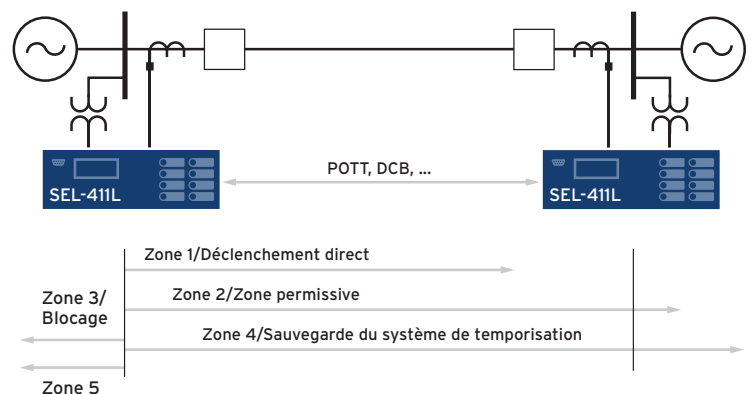 POTT, DCB, ...
SEL-411L
SEL-411L
Zone 1/Déclenchement direct
Zone 2/Zone permissive
Zone 3/
Blocage
Zone 4/Sauvegarde du système de temporisation
Zone 5